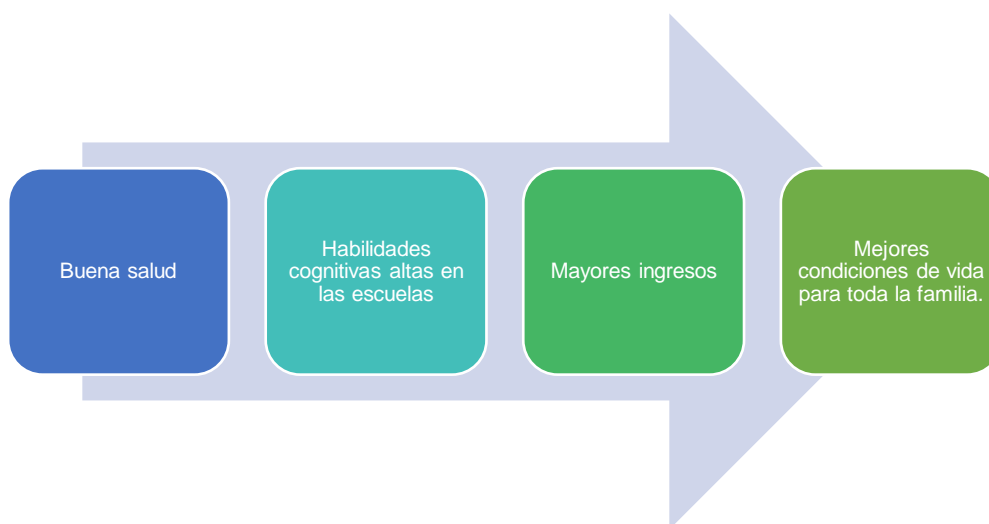 Buena salud
Habilidades
cognitivas altas en
las escuelas
Mayores ingresos
Mejores
condiciones de vida
para toda la familia.